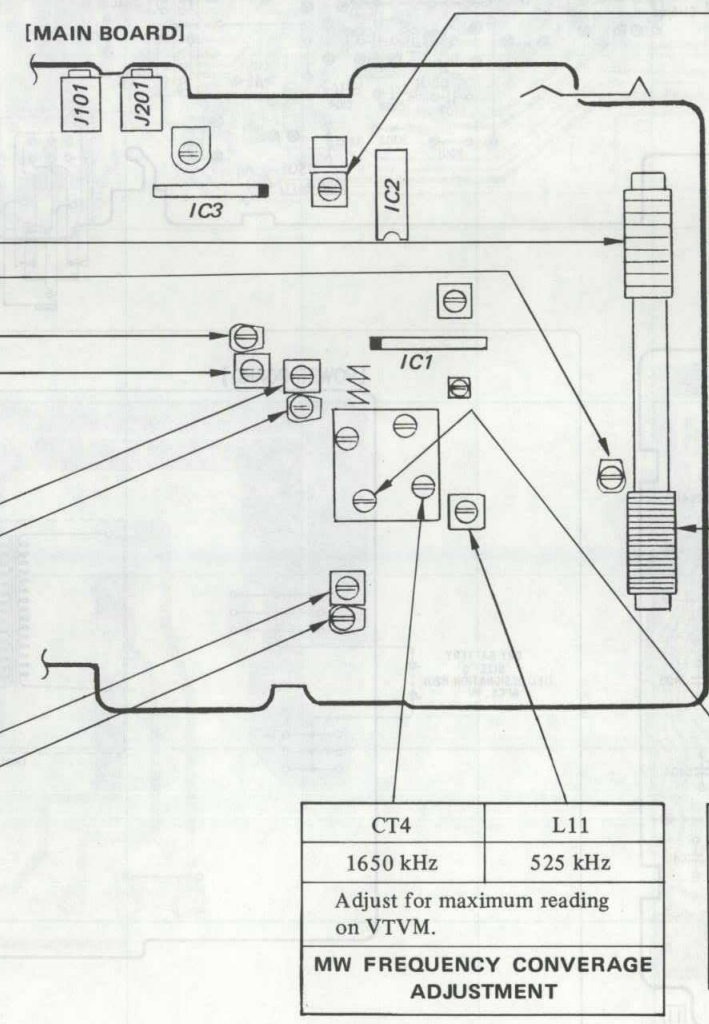 [MAIN BOARD]
J101
J201
IC3
IC2
IC1
CT4
L11
1650 kHz
525 kHz
Adjust for maximum reading
on VTVM.
MW FREQUENCY CONVERAGE
ADJUSTMENT